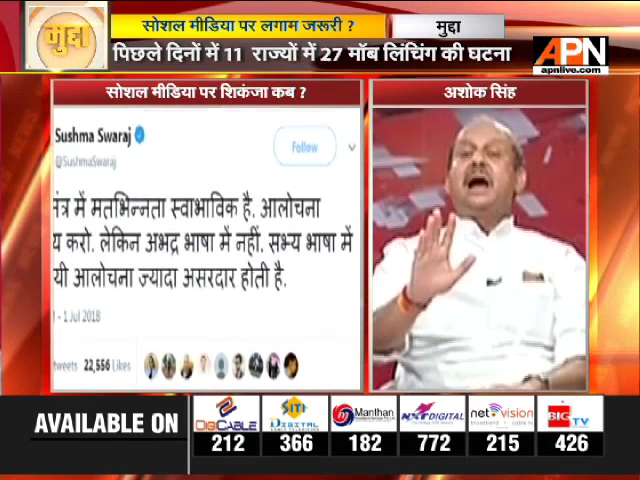 मुद्दा
सोशल मीडिया पर लगाम जरूरी ?
मुद्दा
पिछले दिनों में 11 राज्यों में 27 मॉब लिंचिंग की घटना
APN
apnlive.com
सोशल मीडिया पर शिकंजा कब ?
अशोक सिंह
Sushma Swaraj
@SushmaSwaraj
Follow
में मतभिन्नता स्वाभाविक है. आलोचना
करो. लेकिन अभद्र भाषा में नहीं. सभ्य भाषा में
आलोचना ज्यादा असरदार होती है.
- 1 Jul 2018
22,556 Likes
AVAILABLE ON
DIGICABLE
SITI DIGITAL
Manthan
NXT DIGITAL
net vision
BIG TV
212
366
182
772
215
426